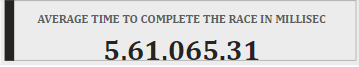 AVERAGE TIME TO COMPLETE THE RACE IN MILLISEC
5.61.065.31